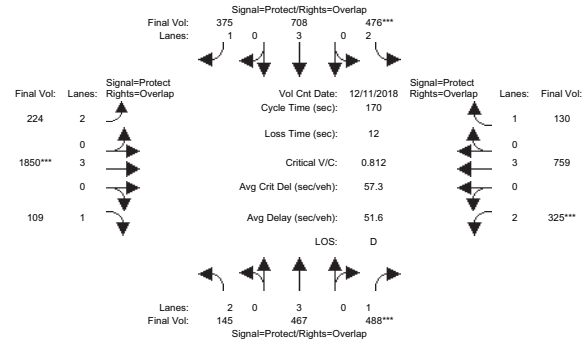 Signal=Protect/Rights=Overlap
Final Vol: 375 708 476***
Lanes: 1 0 3 0 2
Signal=Protect Signal=Protect
Final Vol: Lanes: Rights=Overlap Vol Cnt Date: 12/11/2018 Rights=Overlap Lanes: Final Vol:
Cycle Time (sec): 170
224 2 1 130
Loss Time (sec): 12
0 0
1850*** 3 Critical V/C: 0.812 3 759
0 Avg Crit Del (sec/veh): 57.3 0
109 1 Avg Delay (sec/veh): 51.6 2 325***
LOS: D
Lanes: 2 0 3 0 1
Final Vol: 145 467 488***
Signal=Protect/Rights=Overlap